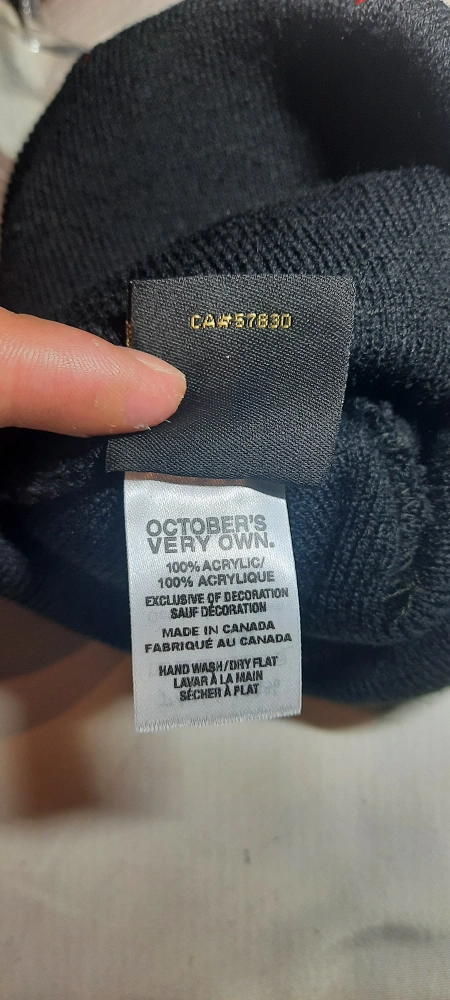 CA#57830
OCTOBER'S
VERY OWN.
100% ACRYLIC/
100% ACRYLIQUE
EXCLUSIVE OF DECORATION
SAUF DÉCORATION
MADE IN CANADA
FABRIQUÉ AU CANADA
HAND WASH/DRY FLAT
LAVAR À LA MAIN
SÉCHER À PLAT